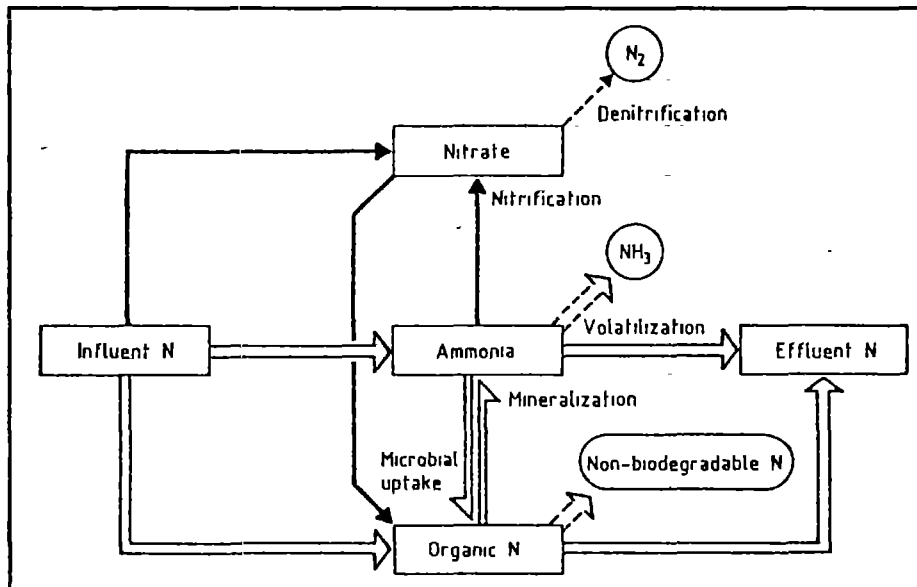 N₂
Denitrification
Nitrate
Nitrification
NH₃
Volatilization
Influent N
Ammonia
Effluent N
Mineralization
Microbial
uptake
Non-biodegradable N
Organic N